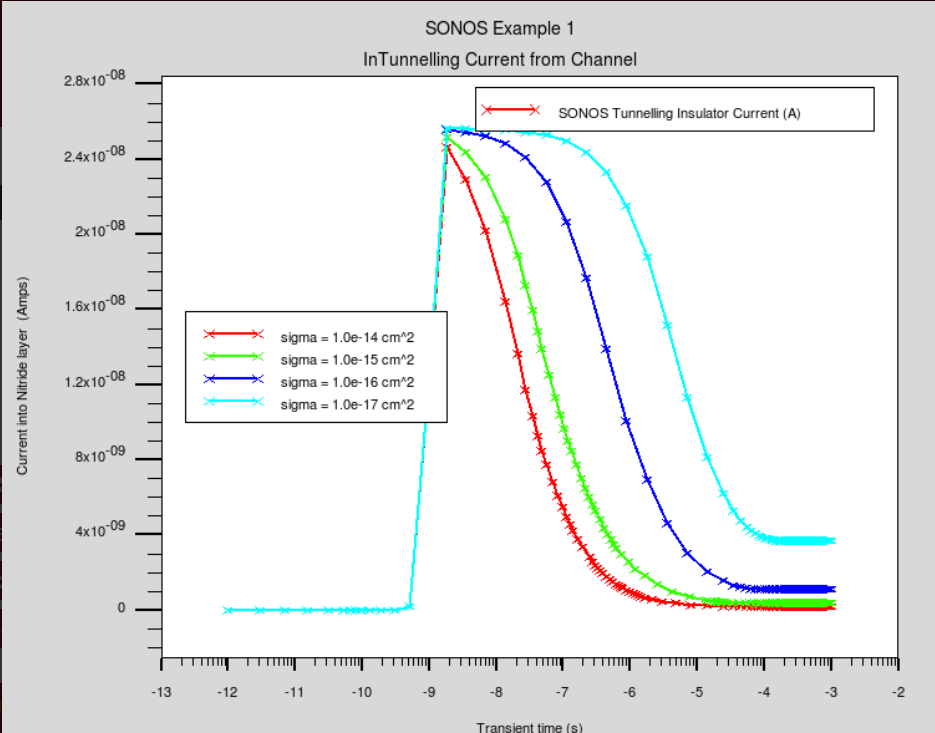 SONOS Example 1
InTunnelling Current from Channel
SONOS Tunnelling Insulator Current (A)
2.8x10^-08
2.4x10^-08
2x10^-08
1.6x10^-08
1.2x10^-08
8x10^-09
4x10^-09
0
Current into Nitride layer (Amps)
sigma = 1.0e-14 cm^2
sigma = 1.0e-15 cm^2
sigma = 1.0e-16 cm^2
sigma = 1.0e-17 cm^2
-13 -12 -11 -10 -9 -8 -7 -6 -5 -4 -3 -2
Transient time (s)